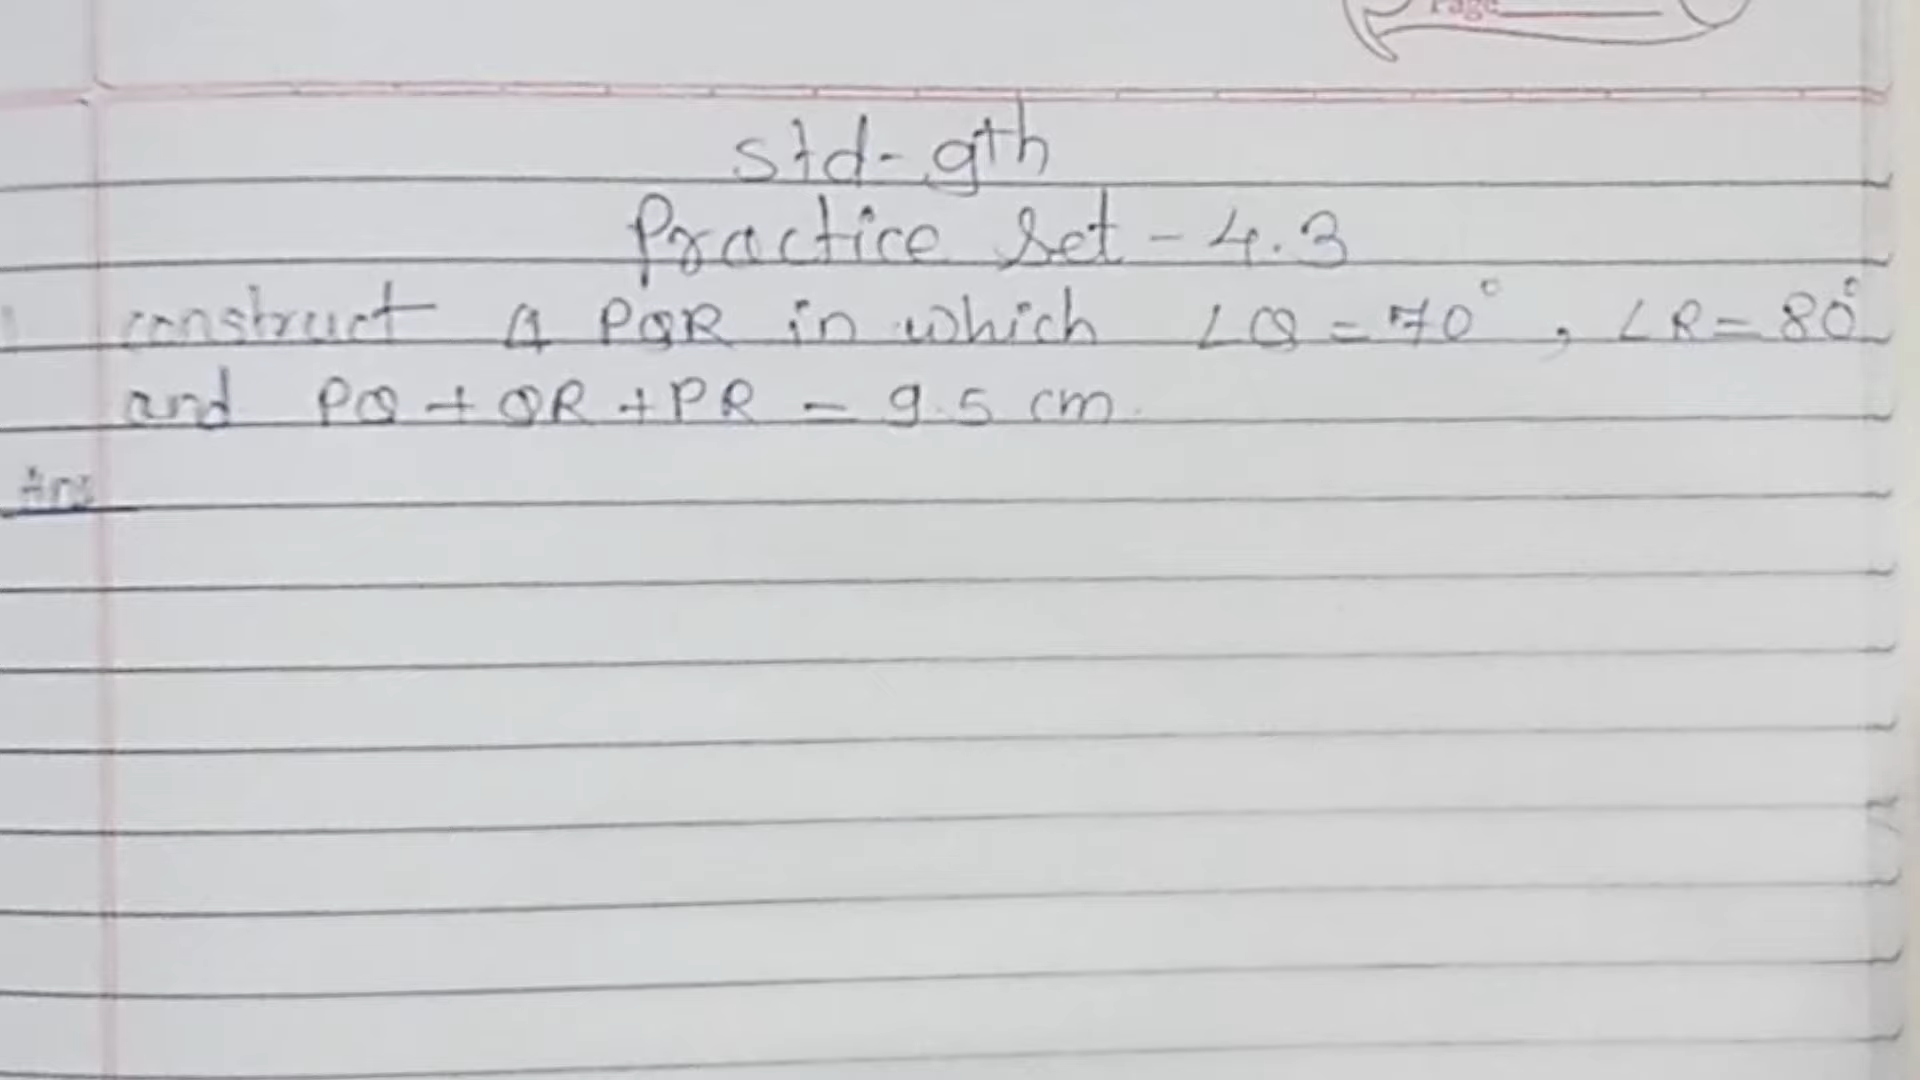 Page
Std - 9th
Practice Set - 4.3
construct Δ PQR in which ∠Q = 70°, ∠R = 80°
and PQ + QR + PR = 9.5 cm.
Ans